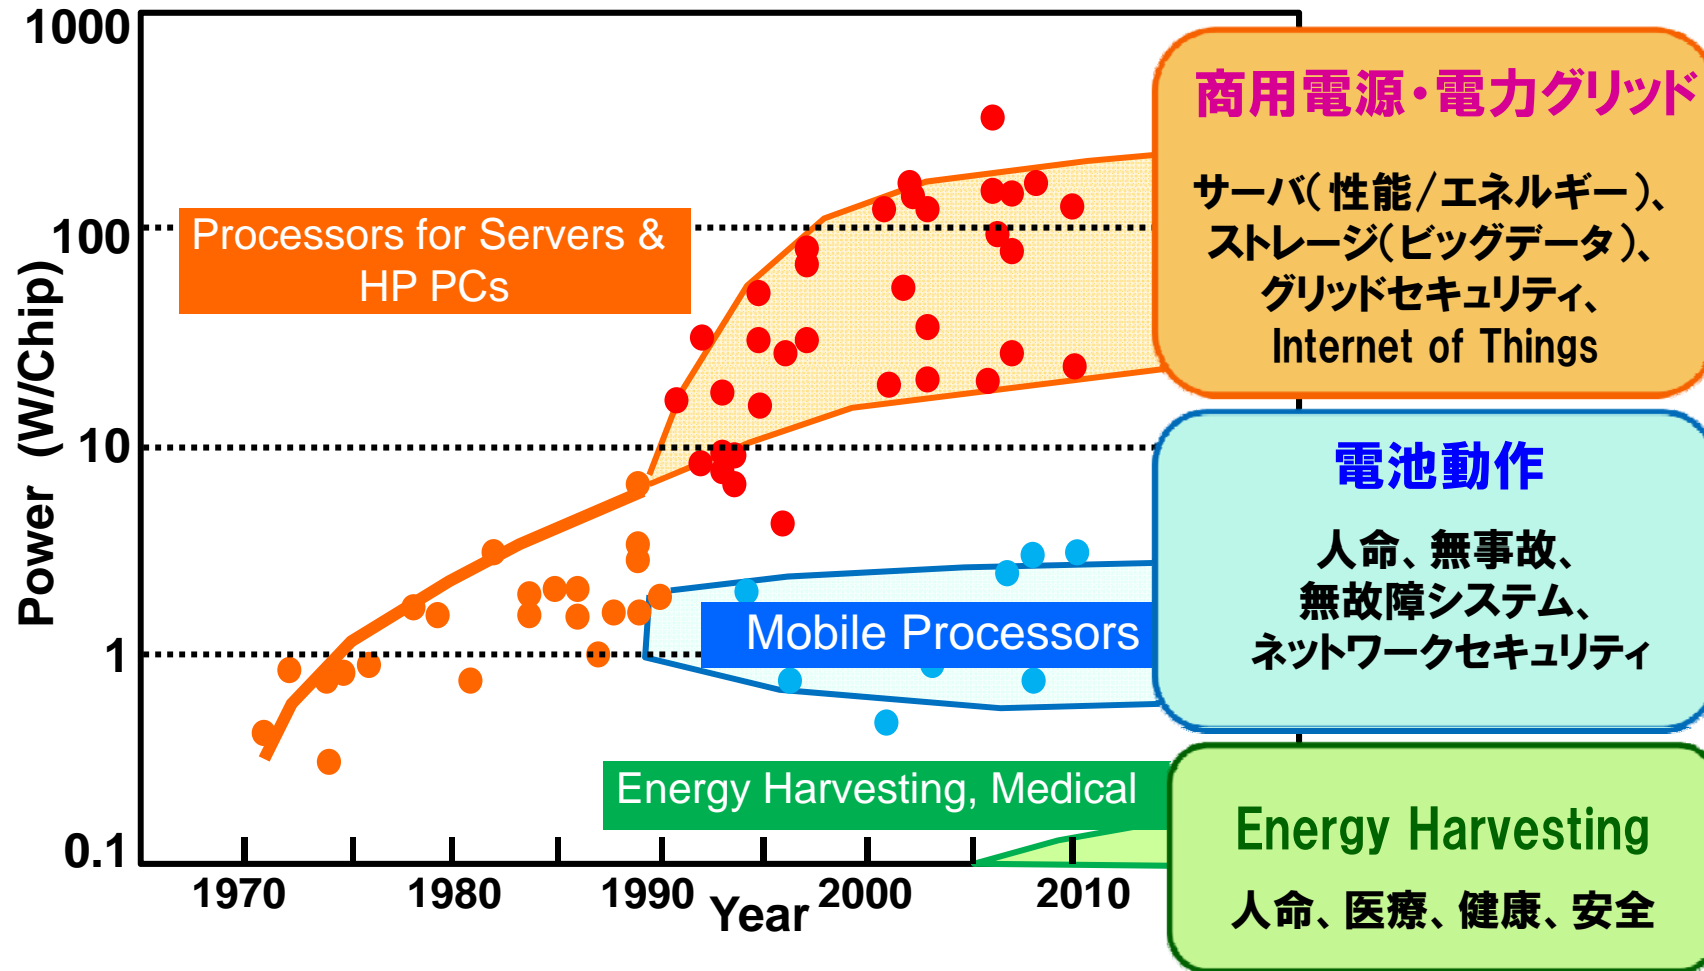 1000
100
10
1
0.1
Power (W/Chip)
1970
1980
1990
2000
2010
Year
Processors for Servers &
HP PCs
Mobile Processors
Energy Harvesting, Medical
商用電源・電力グリッド
サーバ(性能/エネルギー)、
ストレージ(ビッグデータ)、
グリッドセキュリティ、
Internet of Things
電池動作
人命、無事故、
無故障システム、
ネットワークセキュリティ
Energy Harvesting
人命、医療、健康、安全